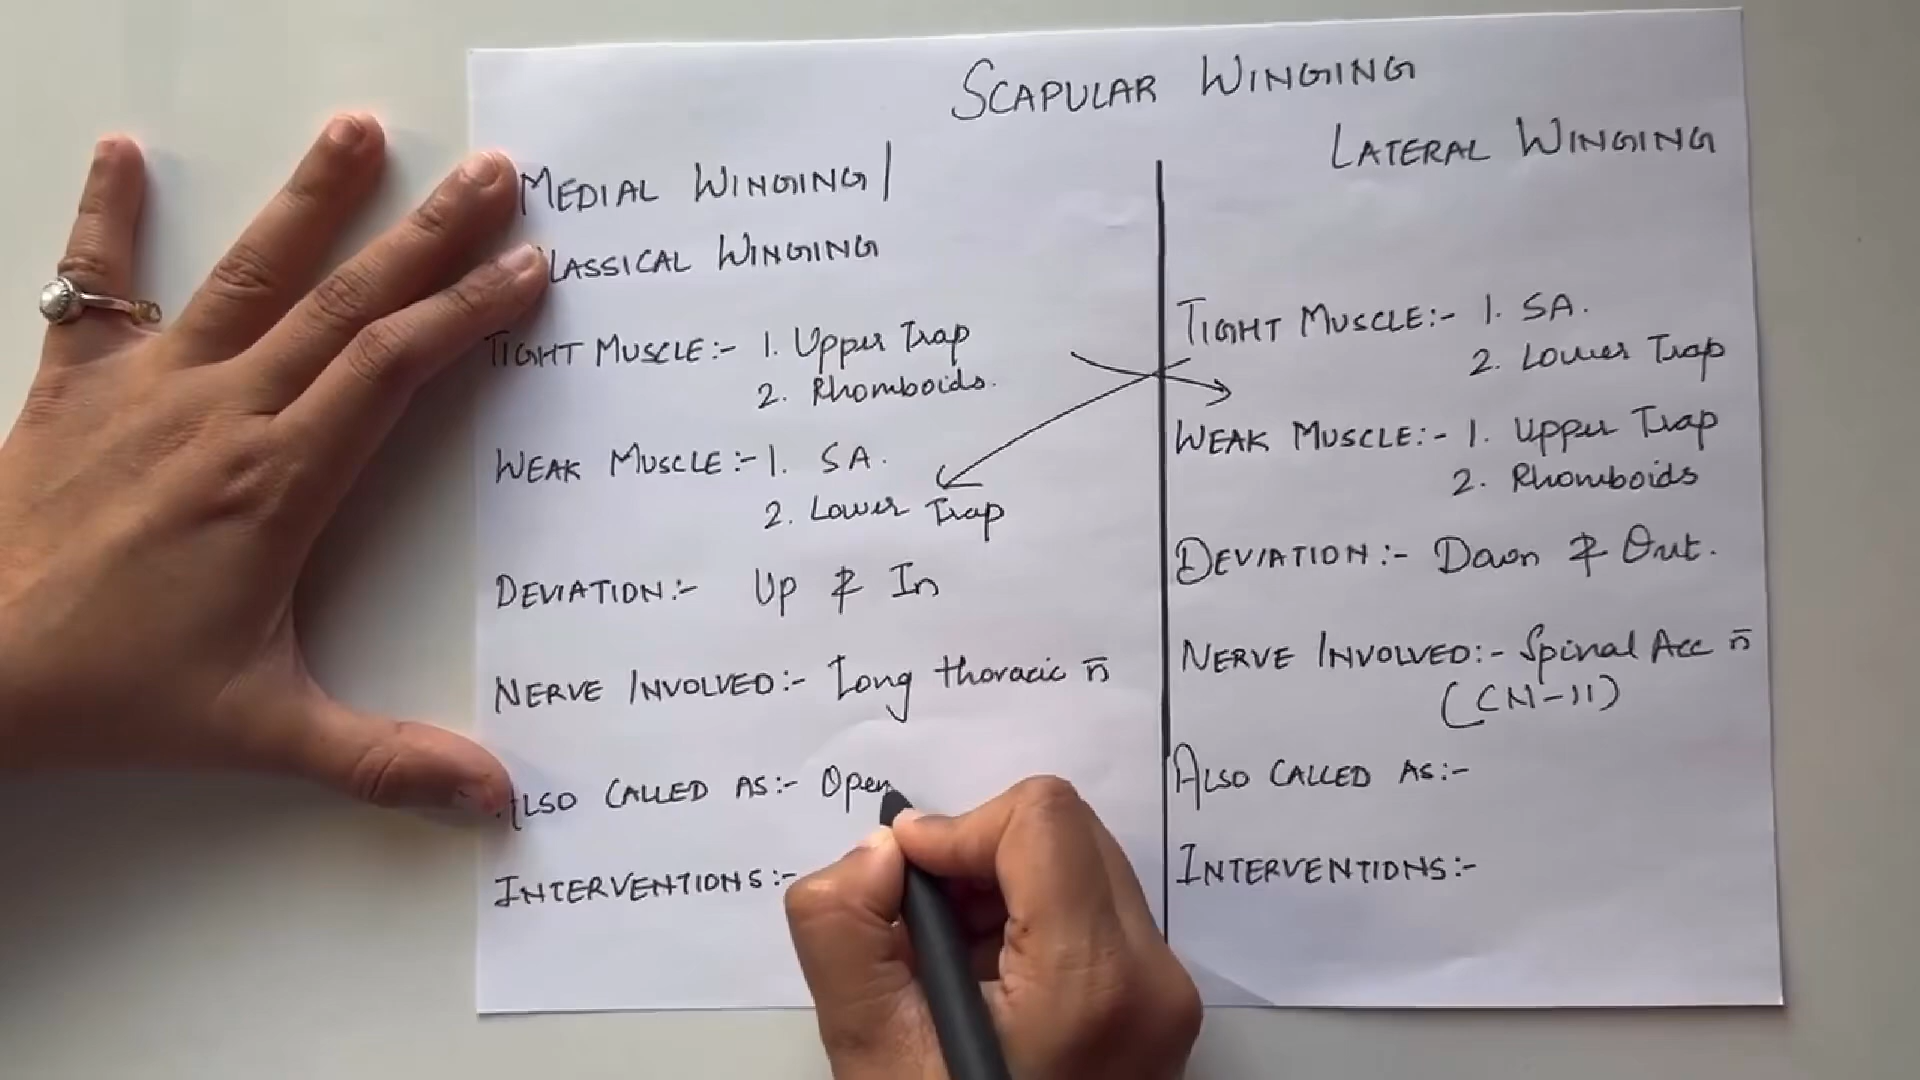 SCAPULAR WINGING
MEDIAL WINGING/
CLASSICAL WINGING
TIGHT MUSCLE:- 1. Upper Trap
2. Rhomboids.
WEAK MUSCLE:- 1. SA.
2. Lower Trap
DEVIATION:- Up & In
NERVE INVOLVED:- Long thoracic n̄
ALSO CALLED AS:- Open
INTERVENTIONS:-
LATERAL WINGING
TIGHT MUSCLE:- 1. SA.
2. Lower Trap
WEAK MUSCLE:- 1. Upper Trap
2. Rhomboids
DEVIATION:- Down & Out.
NERVE INVOLVED:- Spinal Acc n̄
(CN-11)
ALSO CALLED AS:-
INTERVENTIONS:-